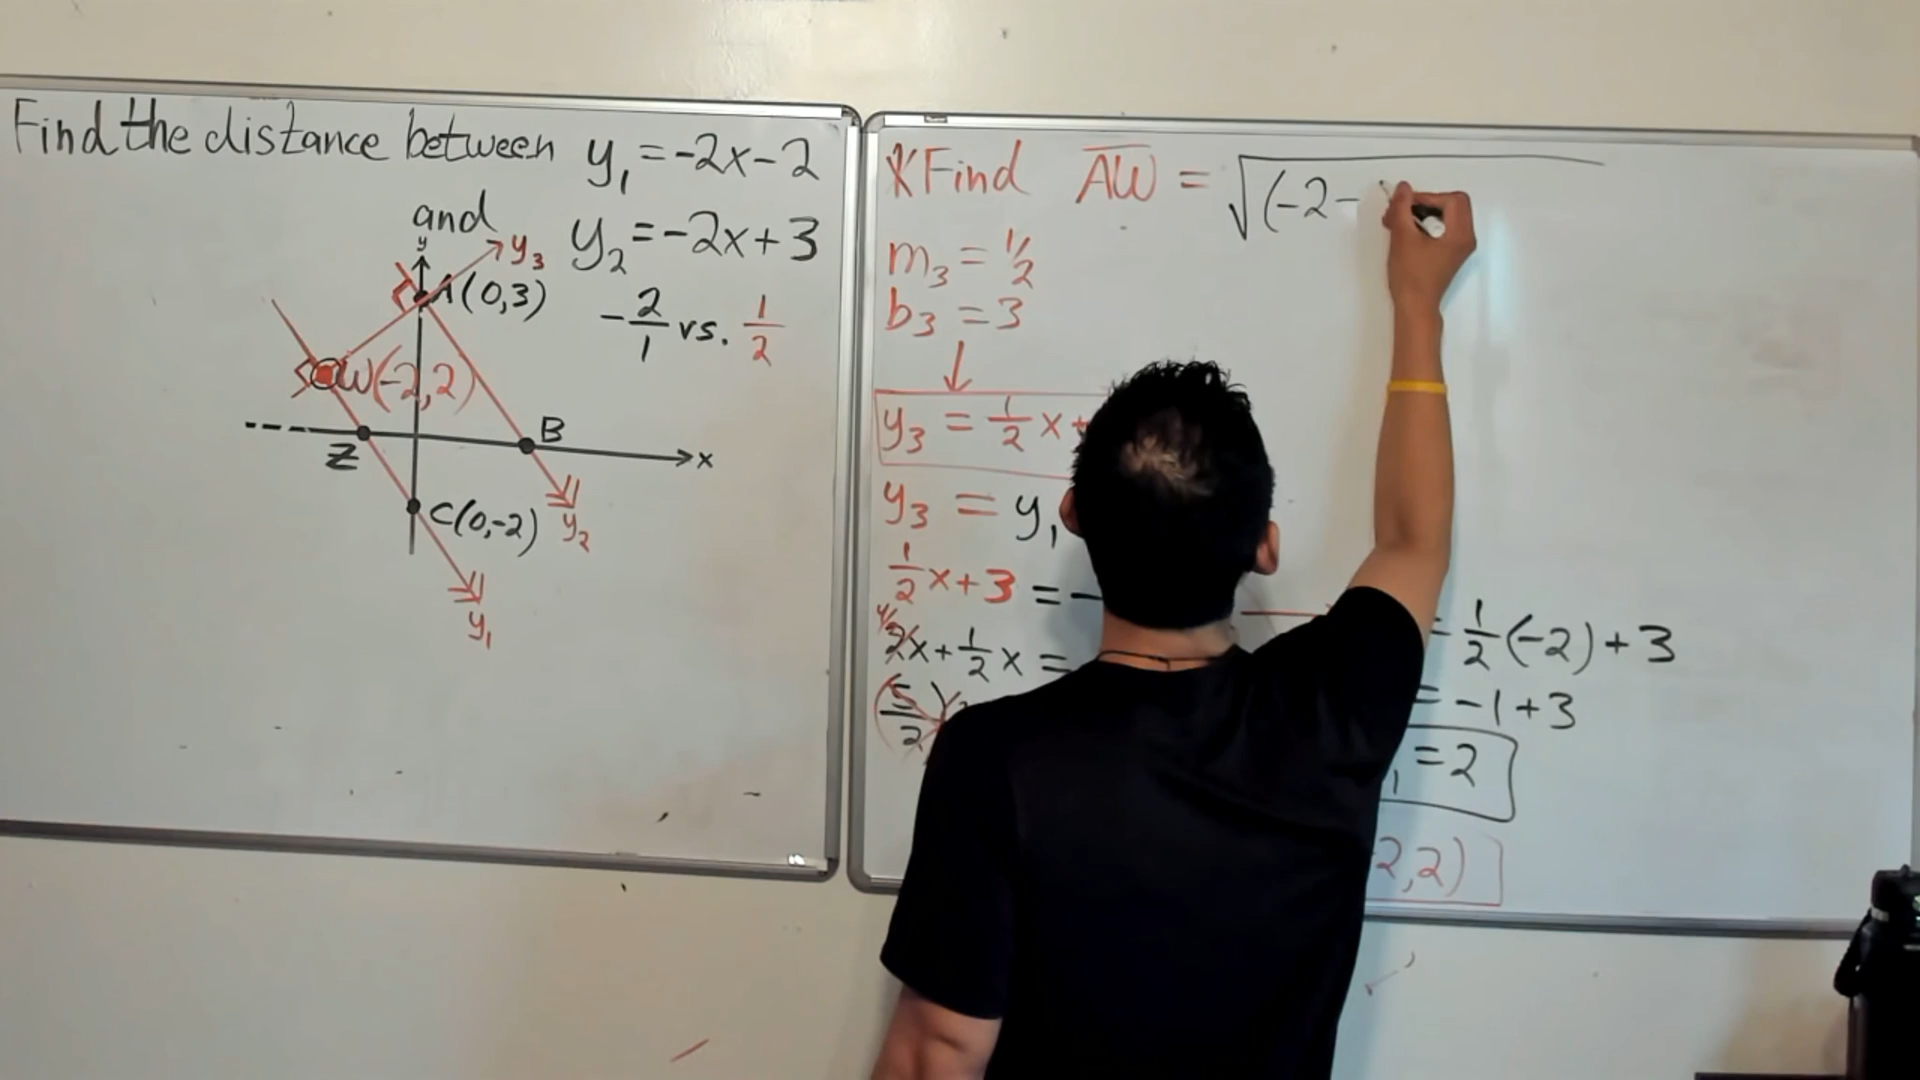 Find the distance between y₁ = -2x - 2
and y₂ = -2x + 3
-2/1 vs. 1/2
y
y₃
A(0,3)
W(-2,2)
B
x
Z
C(0,-2)
y₂
y₁
Find AW = √(-2-
m₃ = 1/2
b₃ = 3
↓
y₃ = 1/2 x +
y₃ = y₁
1/2 x + 3 = -
2x + 1/2 x =
5/2
1/2 (-2) + 3
= -1 + 3
= 2
2,2)